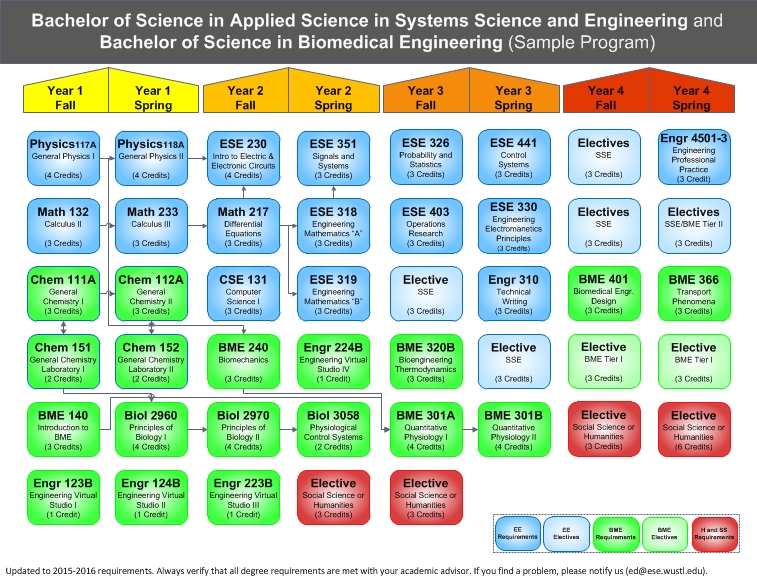 Bachelor of Science in Applied Science in Systems Science and Engineering and
Bachelor of Science in Biomedical Engineering (Sample Program)
Year 1
Fall
Year 1
Spring
Year 2
Fall
Year 2
Spring
Year 3
Fall
Year 3
Spring
Year 4
Fall
Year 4
Spring
Physics117A
General Physics I
(4 Credits)
Physics118A
General Physics II
(4 Credits)
ESE 230
Intro to Electric &
Electronic Circuits
(4 Credits)
ESE 351
Signals and
Systems
(3 Credits)
ESE 326
Probability and
Statistics
(3 Credits)
ESE 441
Control
Systems
(3 Credits)
Electives
SSE
(3 Credits)
Engr 4501-3
Engineering
Professional
Practice
(3 Credit)
Math 132
Calculus II
(3 Credits)
Math 233
Calculus III
(3 Credits)
Math 217
Differential
Equations
(3 Credits)
ESE 318
Engineering
Mathematics "A"
(3 Credits)
ESE 403
Operations
Research
(3 Credits)
ESE 330
Engineering
Electromanetics
Principles
(3 Credits)
Electives
SSE
(3 Credits)
Electives
SSE/BME Tier II
(3 Credits)
Chem 111A
General
Chemistry I
(3 Credits)
Chem 112A
General
Chemistry II
(3 Credits)
CSE 131
Computer
Science I
(3 Credits)
ESE 319
Engineering
Mathematics "B"
(3 Credits)
Elective
SSE
(3 Credits)
Engr 310
Technical
Writing
(3 Credits)
BME 401
Biomedical Engr.
Design
(3 Credits)
BME 366
Transport
Phenomena
(3 Credits)
Chem 151
General Chemistry
Laboratory I
(2 Credits)
Chem 152
General Chemistry
Laboratory II
(2 Credits)
BME 240
Biomechanics
(3 Credits)
Engr 224B
Engineering Virtual
Studio IV
(1 Credit)
BME 320B
Bioengineering
Thermodynamics
(3 Credits)
Elective
SSE
(3 Credits)
Elective
BME Tier I
(3 Credits)
Elective
BME Tier I
(3 Credits)
BME 140
Introduction to
BME
(3 Credits)
Biol 2960
Principles of
Biology I
(4 Credits)
Biol 2970
Principles of
Biology II
(4 Credits)
Biol 3058
Physiological
Control Systems
(2 Credits)
BME 301A
Quantitative
Physiology I
(4 Credits)
BME 301B
Quantitative
Physiology II
(4 Credits)
Elective
Social Science or
Humanities
(3 Credits)
Elective
Social Science or
Humanities
(6 Credits)
Engr 123B
Engineering Virtual
Studio I
(1 Credit)
Engr 124B
Engineering Virtual
Studio II
(1 Credit)
Engr 223B
Engineering Virtual
Studio III
(1 Credit)
Elective
Social Science or
Humanities
(3 Credits)
Elective
Social Science or
Humanities
(3 Credits)
EE
Requirements
EE
Electives
BME
Requirements
BME
Electives
H and SS
Requirements
Updated to 2015-2016 requirements. Always verify that all degree requirements are met with your academic advisor. If you find a problem, please notify us (ed@ese.wustl.edu).